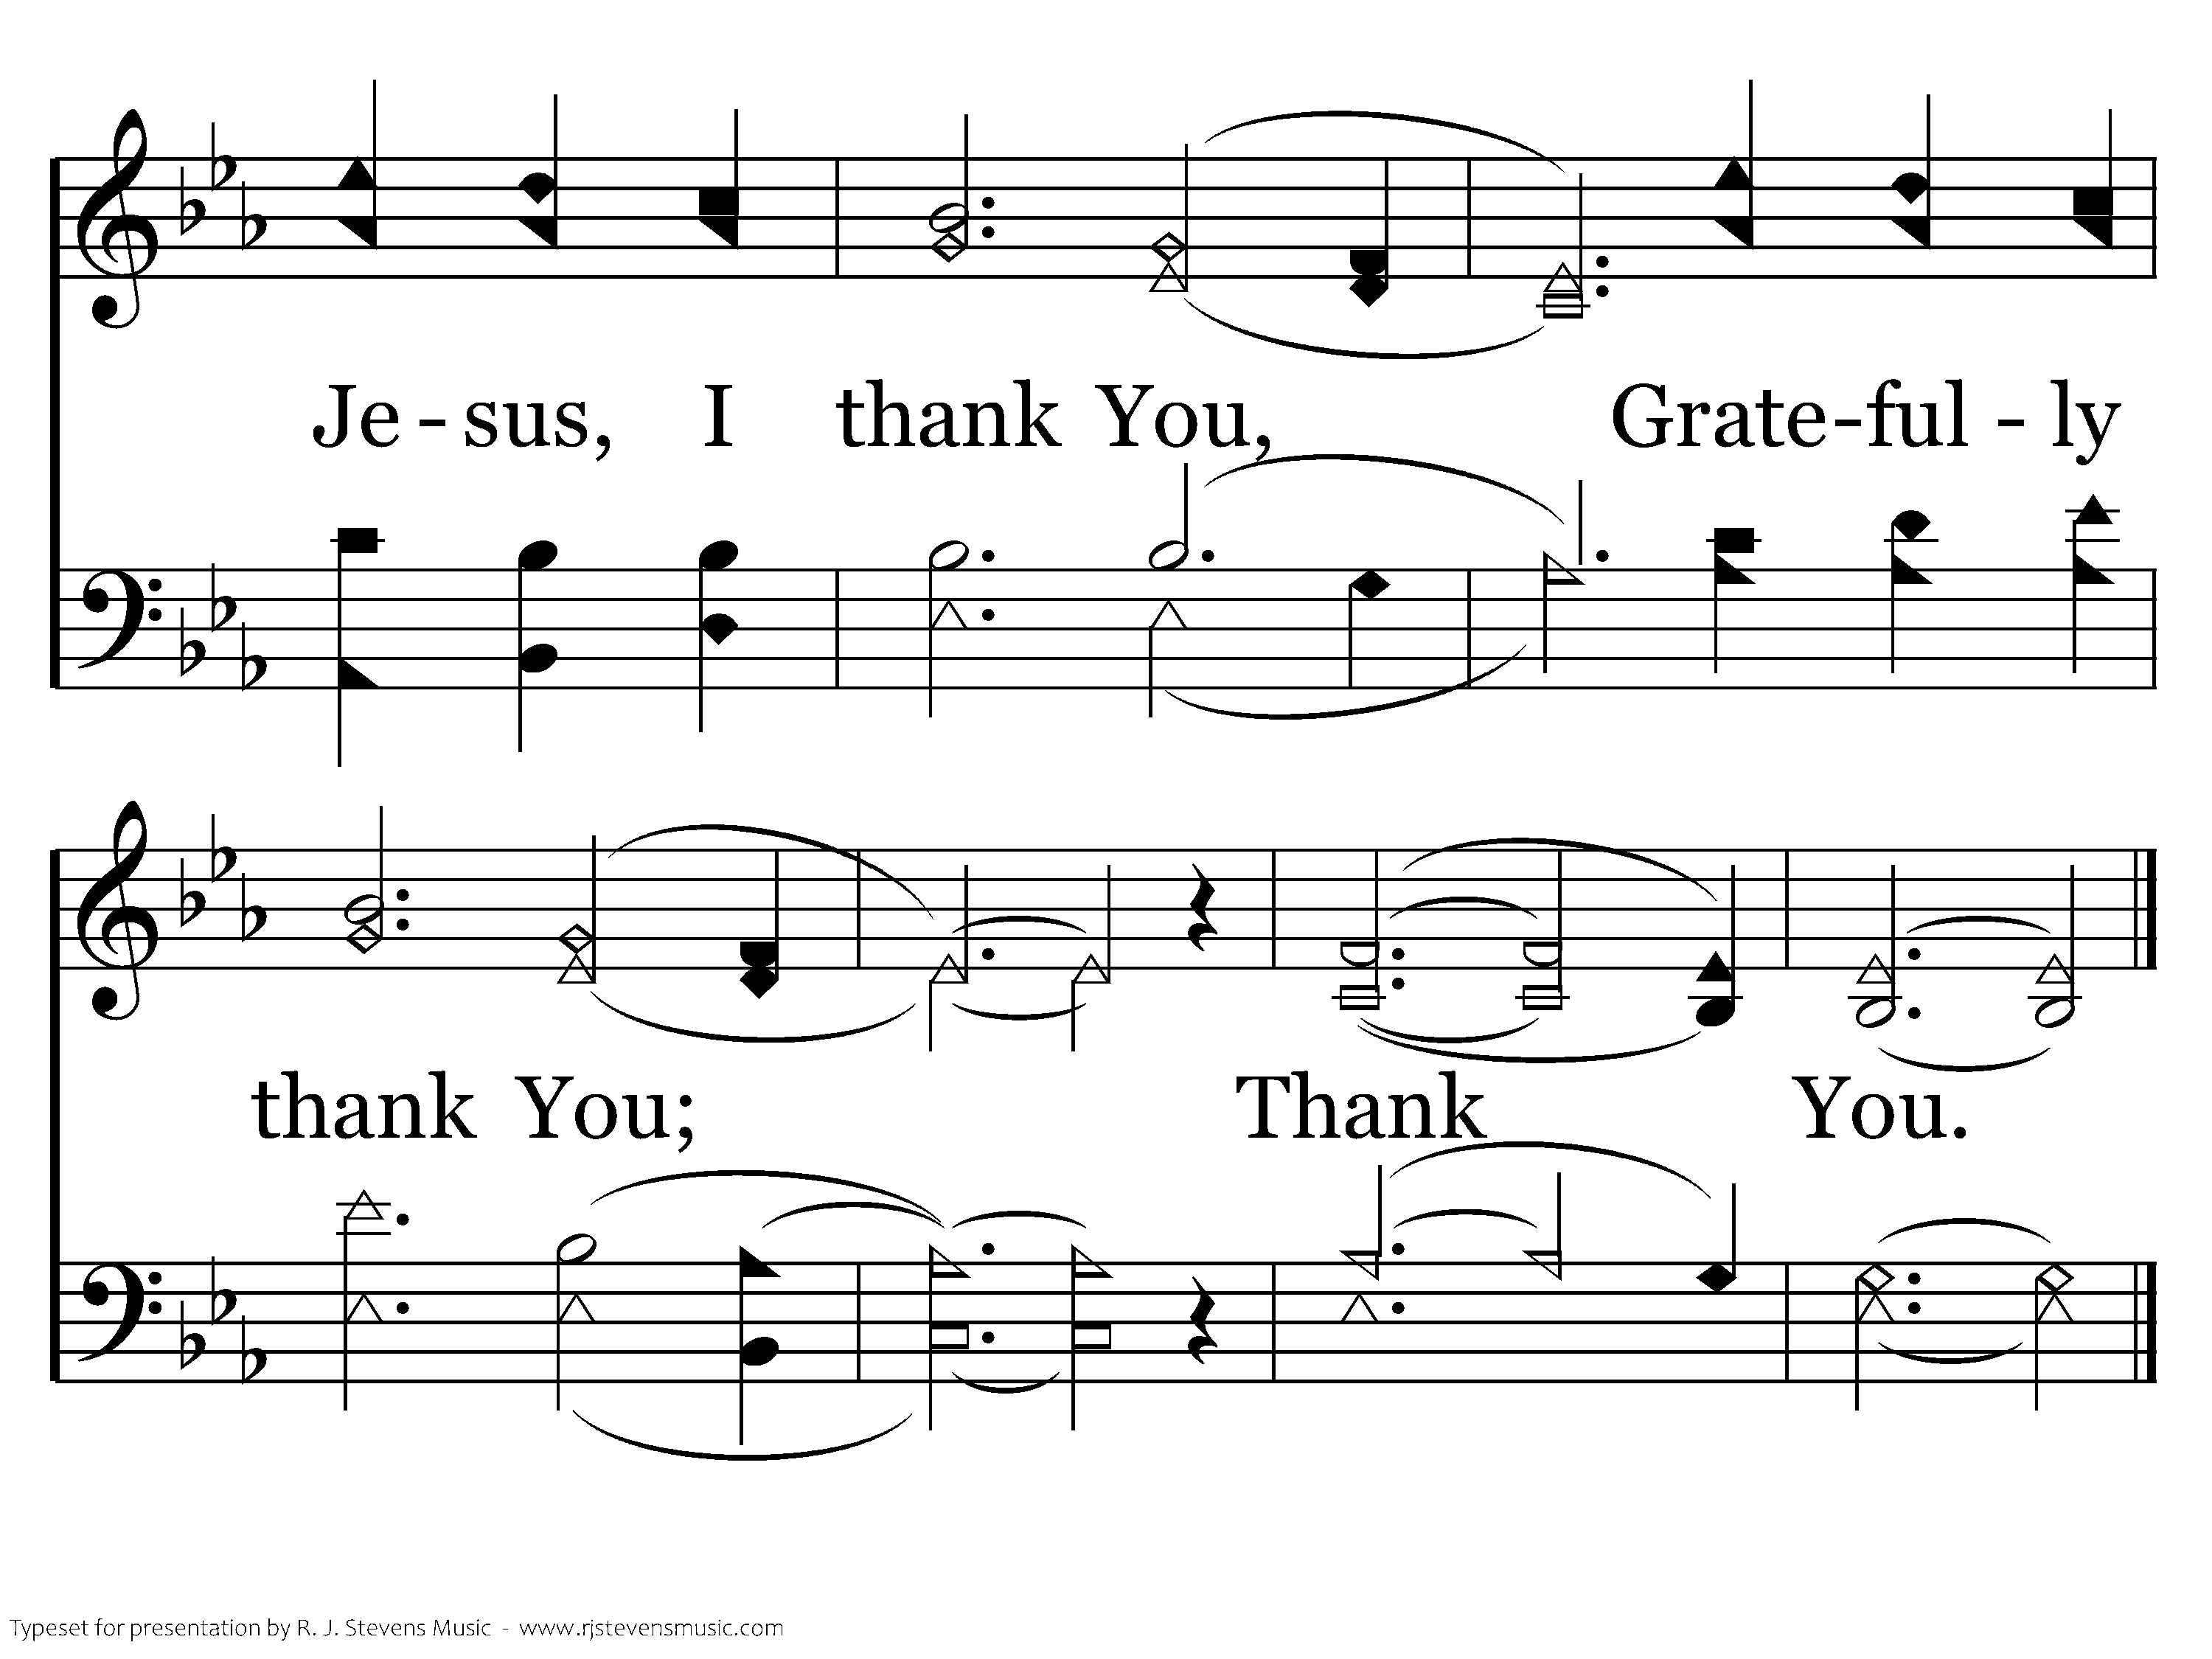 Je - sus, I thank You, Grate-ful - ly
thank You; Thank You.
Typeset for presentation by R. J. Stevens Music - www.rjstevensmusic.com